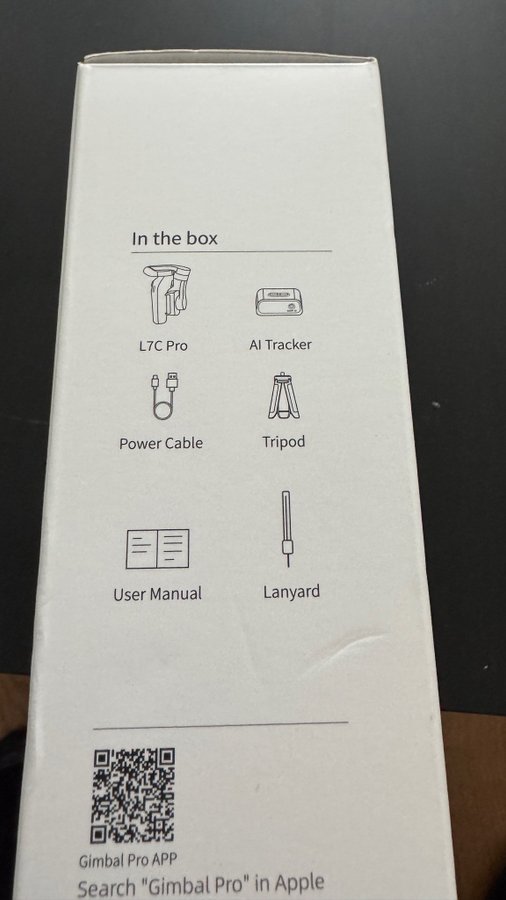 In the box
L7C Pro
AI Tracker
Power Cable
Tripod
User Manual
Lanyard
Gimbal Pro APP
Search "Gimbal Pro" in Apple